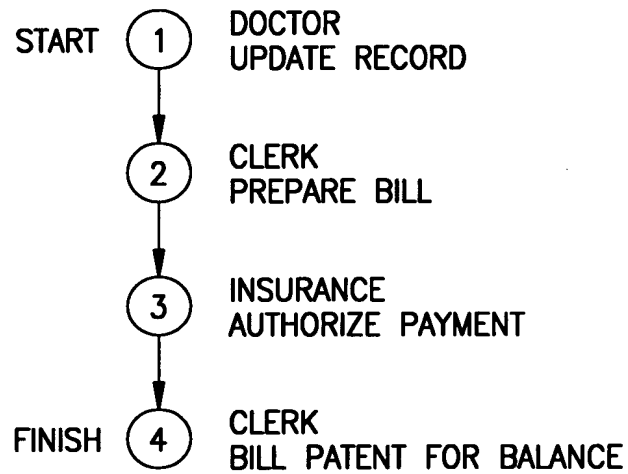 START 1 DOCTOR
UPDATE RECORD
2 CLERK
PREPARE BILL
3 INSURANCE
AUTHORIZE PAYMENT
FINISH 4 CLERK
BILL PATENT FOR BALANCE